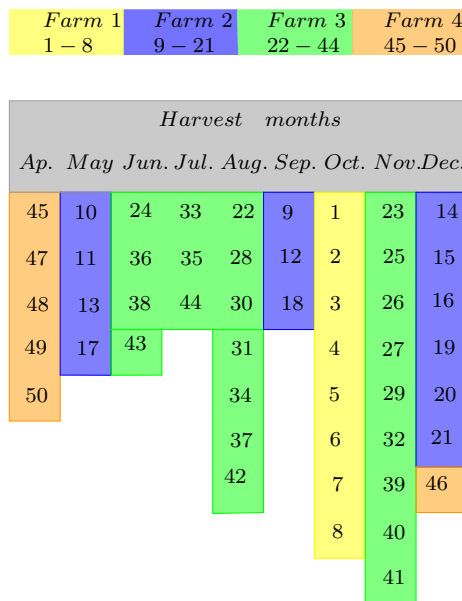 Farm 1 Farm 2 Farm 3 Farm 4
1 − 8 9 − 21 22 − 44 45 − 50
Harvest months
Ap. May Jun. Jul. Aug. Sep. Oct. Nov. Dec.
45 10 24 33 22 9 1 23 14
47 11 36 35 28 12 2 25 15
48 13 38 44 30 18 3 26 16
49 17 43 31 4 27 19
50 34 5 29 20
37 6 32 21
42 7 39 46
8 40
41